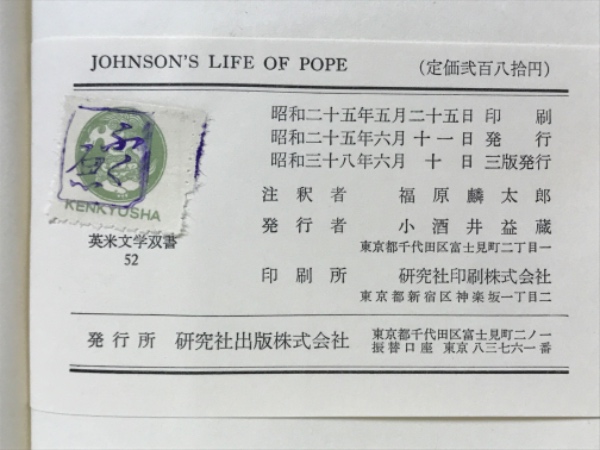 JOHNSON'S LIFE OF POPE (定価弐百八拾円)
昭和二十五年五月二十五日 印刷
昭和二十五年六月十一日 発行
昭和三十八年六月十日 三版発行
ふく
KENKYUSHA
英米文学双書
52
注釈者 福原麟太郎
発行者 小酒井益蔵
東京都千代田区富士見町二丁目一
印刷所 研究社印刷株式会社
東京都新宿区神楽坂一丁目二
発行所 研究社出版株式会社
東京都千代田区富士見町二ノ一
振替口座 東京八三七六一番